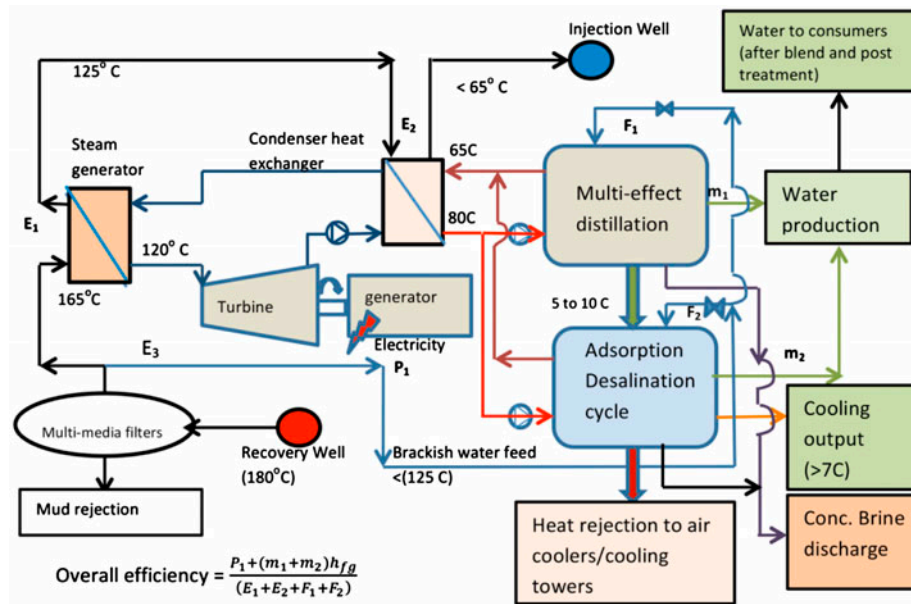 Injection Well
Water to consumers
(after blend and post
treatment)
125° C
< 65° C
E2
F1
Steam
generator
Condenser heat
exchanger
65C
Multi-effect
distillation
m1
Water
production
E1
80C
120° C
165°C
Turbine
generator
Electricity
5 to 10 C
F2
E3
P1
Adsorption
Desalination
cycle
m2
Multi-media filters
Recovery Well
(180°C)
Brackish water feed
<(125 C)
Cooling
output
(>7C)
Mud rejection
Heat rejection to air
coolers/cooling
towers
Conc. Brine
discharge
Overall efficiency = P1+(m1+m2)hfg / (E1+E2+F1+F2)